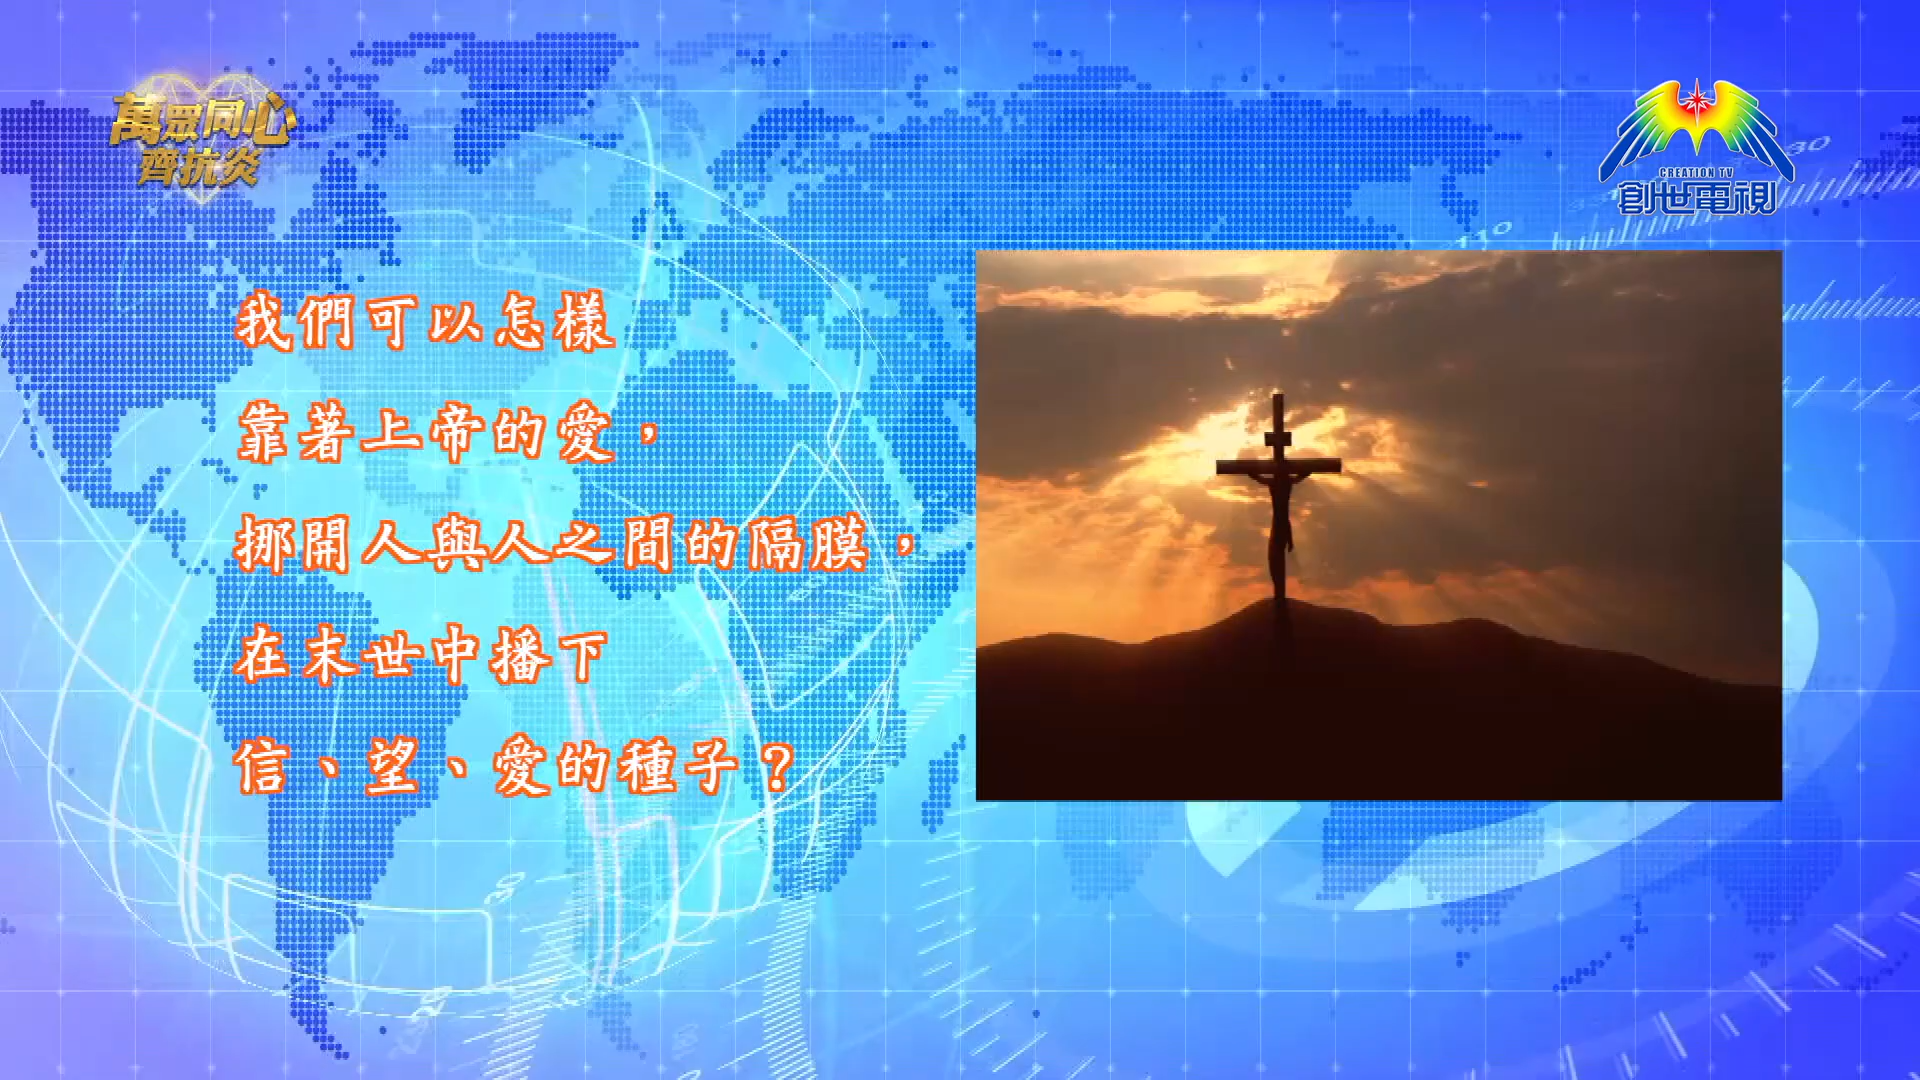 萬眾同心
齊抗炎
CREATION TV
創世電視
我們可以怎樣
靠著上帝的愛，
挪開人與人之間的隔膜，
在末世中播下
信、望、愛的種子？